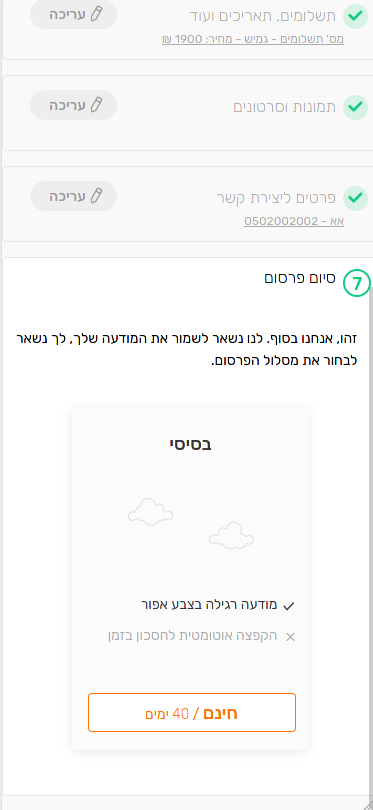 תשלומים, תאריכים ועוד
עריכה
מס' תשלומים - גמיש - מחיר: 1900 ₪
תמונות וסרטונים
עריכה
פרטים ליצירת קשר
עריכה
אא - 0502002002
7
סיום פרסום
זהו, אנחנו בסוף. לנו נשאר לשמור את המודעה שלך, לך נשאר
לבחור את מסלול הפרסום.
בסיסי
מודעה רגילה בצבע אפור
הקפצה אוטומטית לחסכון בזמן
חינם / 40 ימים